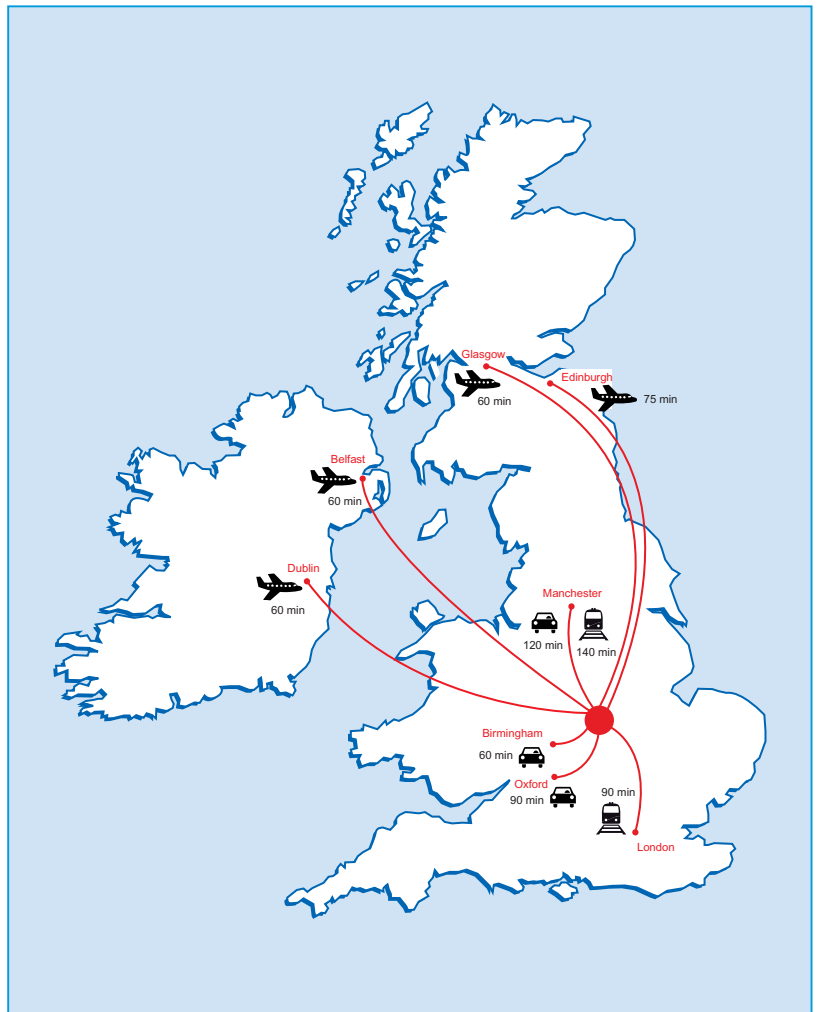 Glasgow
60 min
Edinburgh
75 min
Belfast
60 min
Dublin
60 min
Manchester
120 min
140 min
Birmingham
60 min
Oxford
90 min
90 min
London